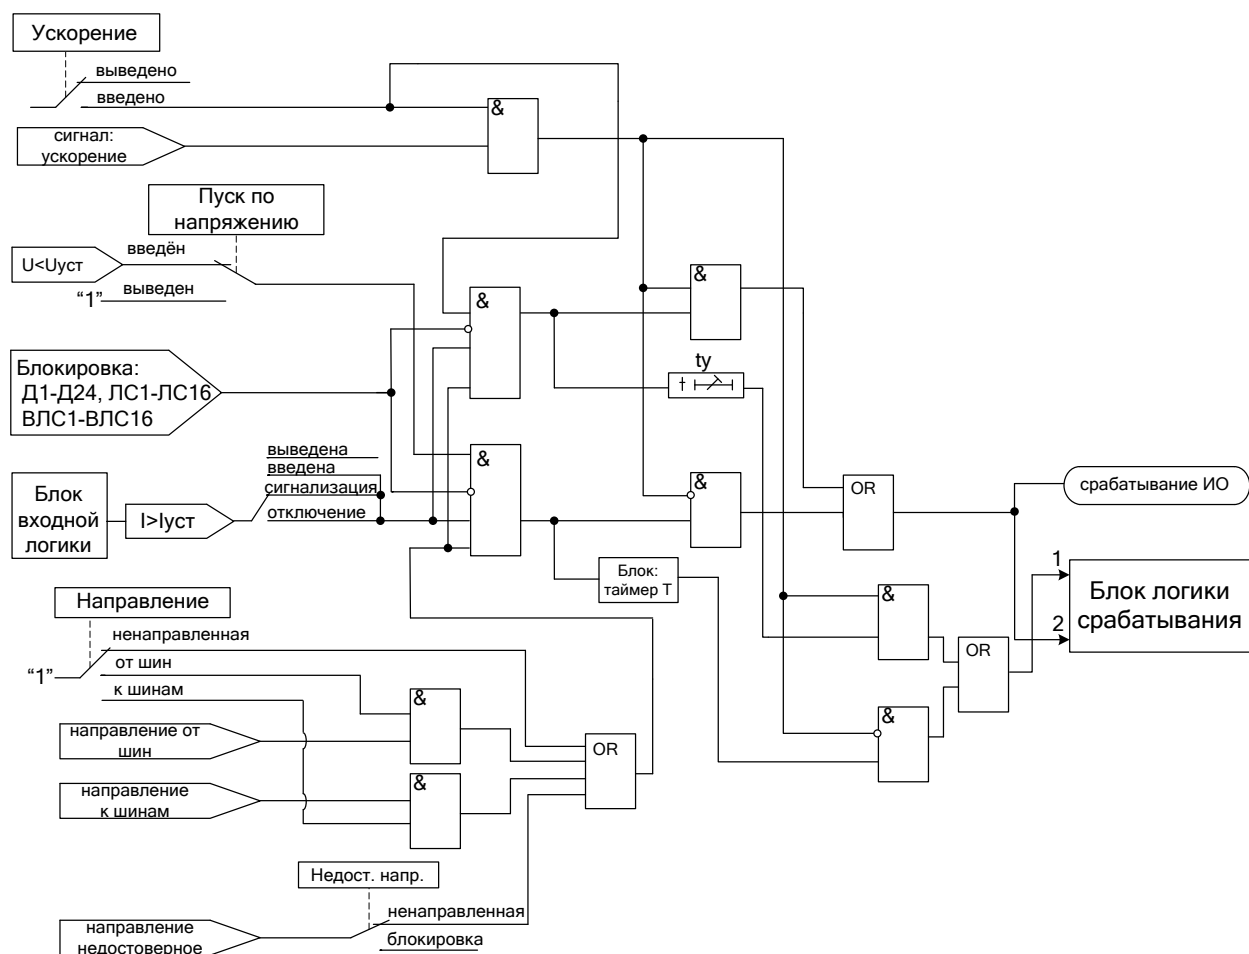 Ускорение
выведено
введено
&
сигнал:
ускорение
Пуск по
напряжению
введён
U<Uуст
“1”
выведен
&
&
Блокировка:
Д1-Д24, ЛС1-ЛС16
ВЛС1-ВЛС16
tу
&
выведена
введена
сигнализация
отключение
Блок
входной
логики
I>Iуст
&
OR
срабатывание ИО
Блок:
таймер Т
1
2
Блок логики
срабатывания
Направление
ненаправленная
“1”
от шин
к шинам
&
OR
&
&
направление от
шин
OR
направление
к шинам
&
Недост. напр.
ненаправленная
блокировка
направление
недостоверное